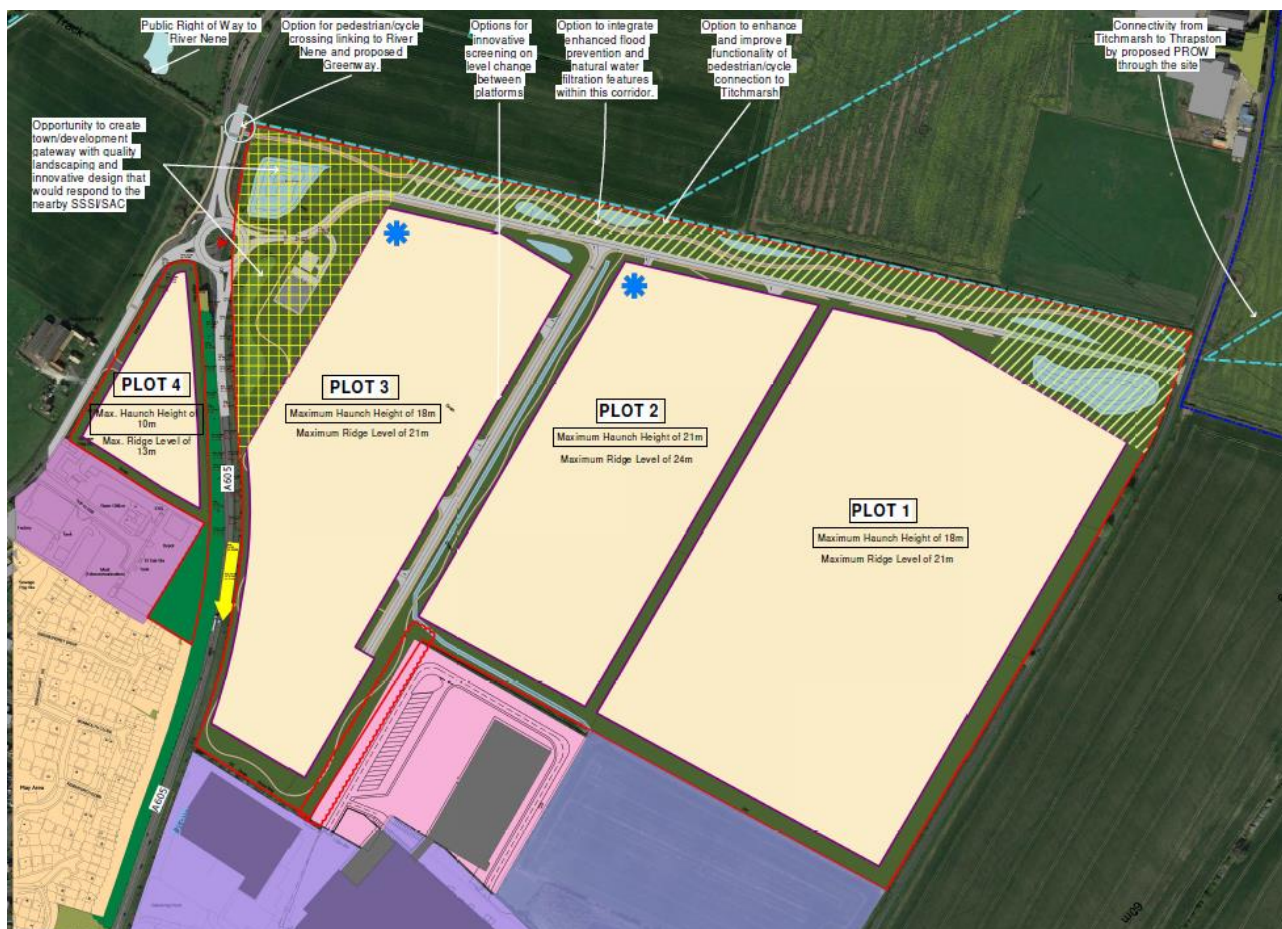 Public Right of Way to
River Nene
Option for pedestrian/cycle
crossing linking to River
Nene and proposed
Greenway.
Options for
innovative
screening on
level change
between
platforms
Option to integrate
enhanced flood
prevention and
natural water
filtration features
within this corridor.
Option to enhance
and improve
functionality of
pedestrian/cycle
connection to
Titchmarsh
Connectivity from
Titchmarsh to Thrapston
by proposed PROW
through the site
Opportunity to create
town/development
gateway with quality
landscaping and
innovative design that
would respond to the
nearby SSSI/SAC
PLOT 4
Max. Haunch Height of
10m
Max. Ridge Level of
13m
PLOT 3
Maximum Haunch Height of 18m
Maximum Ridge Level of 21m
PLOT 2
Maximum Haunch Height of 21m
Maximum Ridge Level of 24m
PLOT 1
Maximum Haunch Height of 18m
Maximum Ridge Level of 21m
A605
A605
Play Area
60m